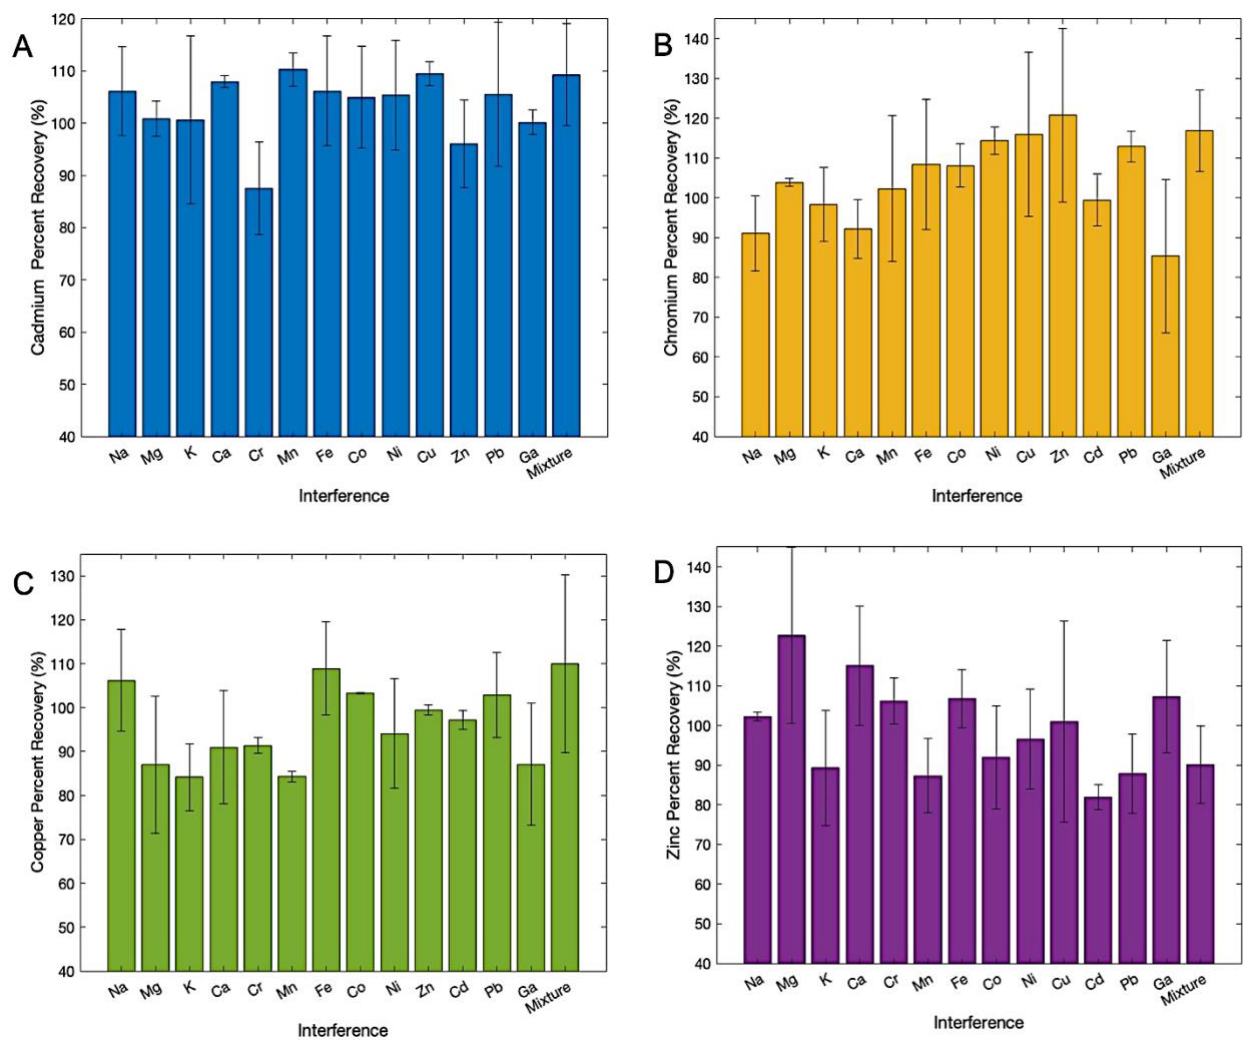 A
Cadmium Percent Recovery (%)
120
110
100
90
80
70
60
50
40
Na Mg K Ca Cr Mn Fe Co Ni Cu Zn Pb Ga Mixture
Interference
B
Chromium Percent Recovery (%)
140
130
120
110
100
90
80
70
60
50
40
Na Mg K Ca Mn Fe Co Ni Cu Zn Cd Pb Ga Mixture
Interference
C
Copper Percent Recovery (%)
130
120
110
100
90
80
70
60
50
40
Na Mg K Ca Cr Mn Fe Co Ni Zn Cd Pb Ga Mixture
Interference
D
Zinc Percent Recovery (%)
140
130
120
110
100
90
80
70
60
50
40
Na Mg K Ca Cr Mn Fe Co Ni Cu Cd Pb Ga Mixture
Interference